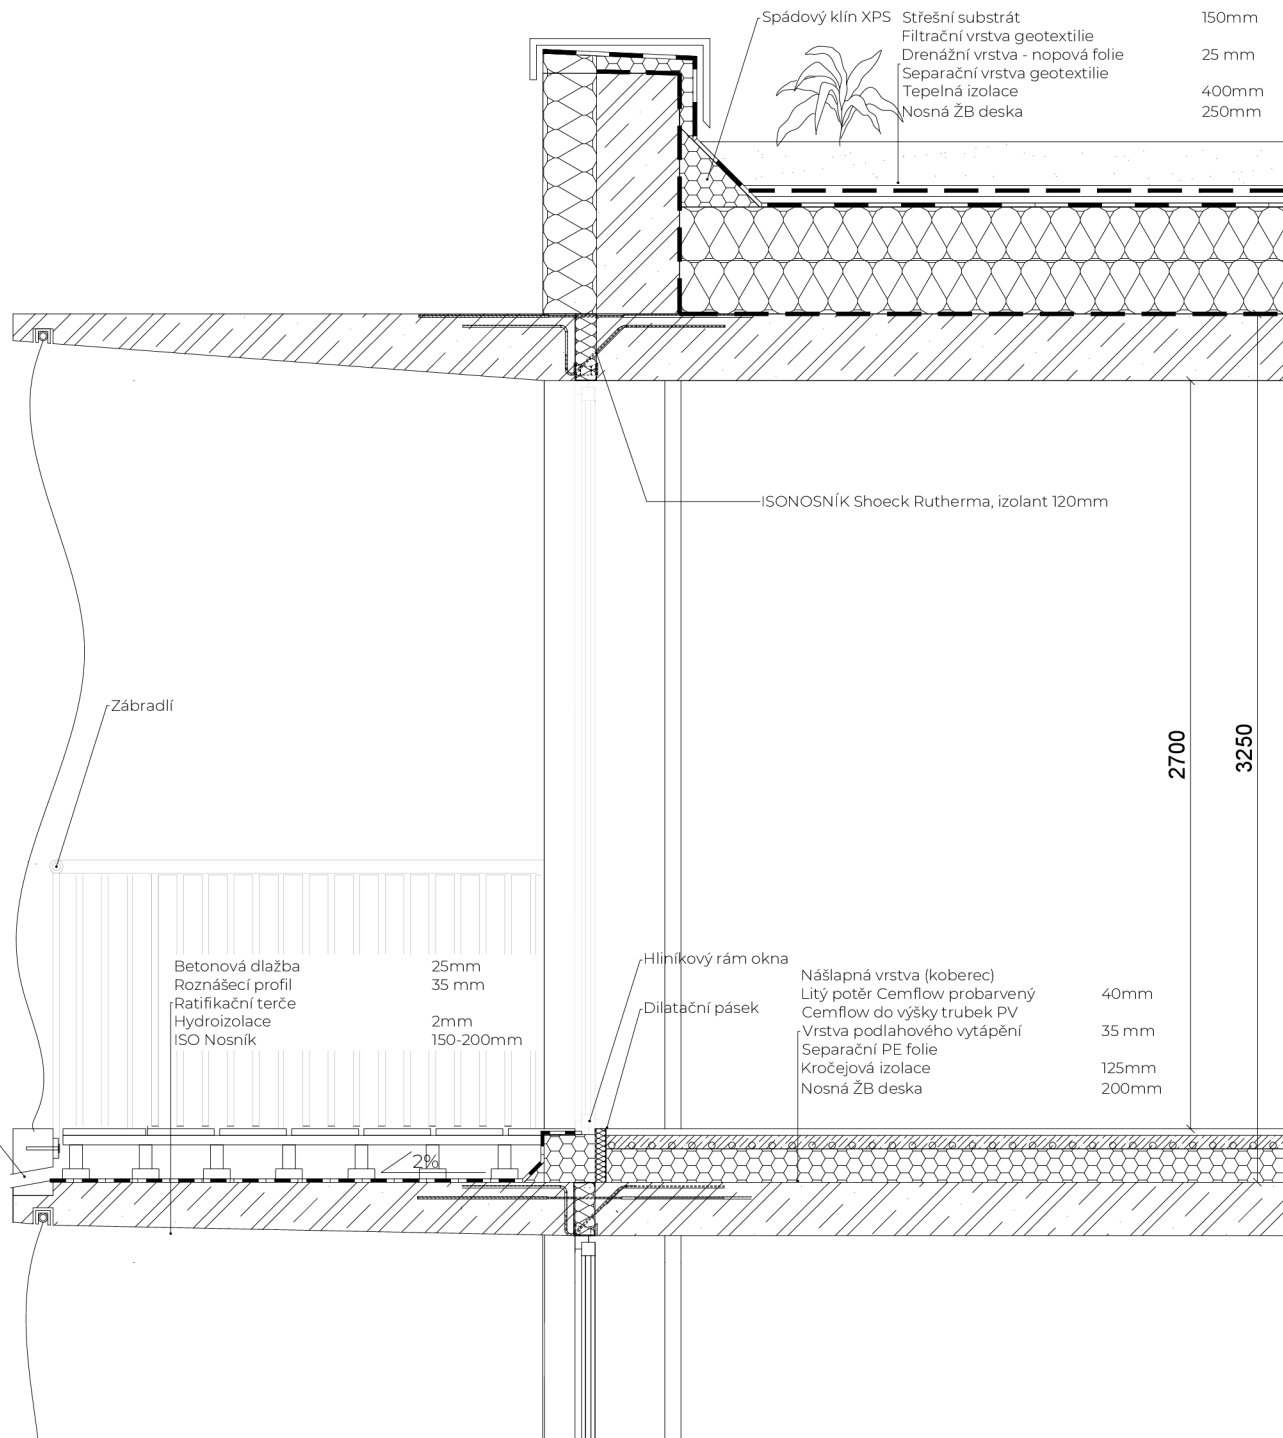 Spádový klín XPS
Střešní substrát 150mm
Filtrační vrstva geotextilie
Drenážní vrstva - nopová folie 25 mm
Separační vrstva geotextilie
Tepelná izolace 400mm
Nosná ŽB deska 250mm
ISONOSNÍK Shoeck Rutherma, izolant 120mm
Zábradlí
2700
3250
Betonová dlažba 25mm
Roznášecí profil 35 mm
Ratifikační terče
Hydroizolace 2mm
ISO Nosník 150-200mm
Hliníkový rám okna
Dilatační pásek
Nášlapná vrstva (koberec)
Litý potěr Cemflow probarvený 40mm
Cemflow do výšky trubek PV
Vrstva podlahového vytápění 35 mm
Separační PE folie
Kročejová izolace 125mm
Nosná ŽB deska 200mm
2%